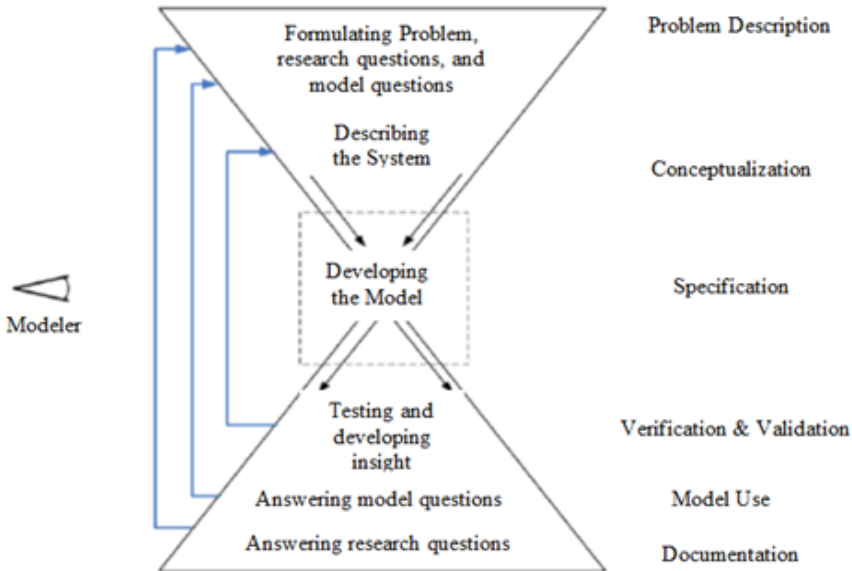 Formulating Problem,
research questions, and
model questions
Problem Description
Describing
the System
Conceptualization
Developing
the Model
Specification
Modeler
Testing and
developing
insight
Verification & Validation
Answering model questions
Model Use
Answering research questions
Documentation